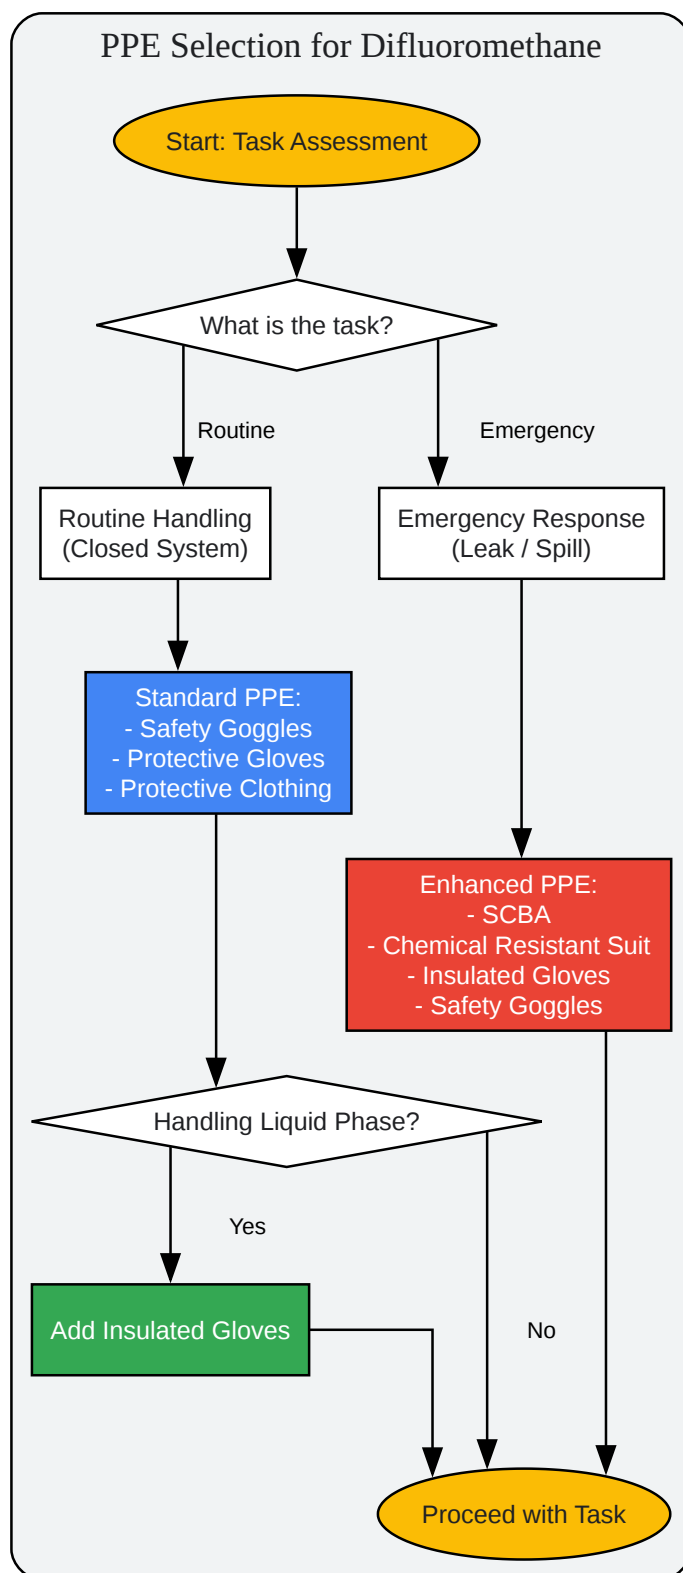 PPE Selection for Difluoromethane
Start: Task Assessment
What is the task?
Routine
Emergency
Routine Handling
(Closed System)
Emergency Response
(Leak / Spill)
Standard PPE:
- Safety Goggles
- Protective Gloves
- Protective Clothing
Enhanced PPE:
- SCBA
- Chemical Resistant Suit
- Insulated Gloves
- Safety Goggles
Handling Liquid Phase?
Yes
Add Insulated Gloves
No
Proceed with Task